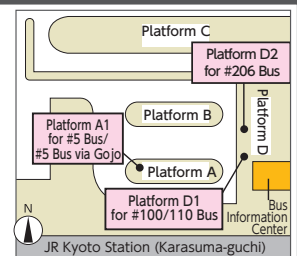 Platform C
Platform D2
for #206 Bus
Platform D
Platform B
Platform A1
for #5 Bus/
#5 Bus via Gojo
Platform A
Platform D1
for #100/110 Bus
Bus
Information
Center
N
JR Kyoto Station (Karasuma-guchi)